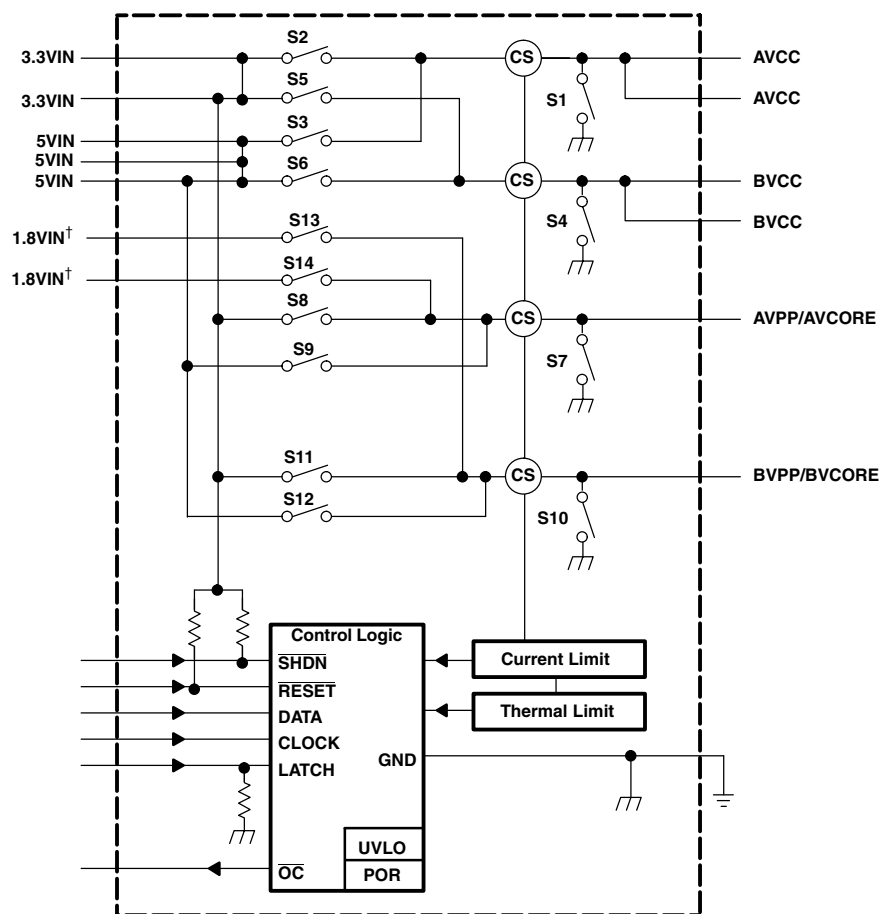 S2
3.3VIN
CS
AVCC
S5
3.3VIN
S1
AVCC
S3
5VIN
5VIN
S6
5VIN
CS
BVCC
S13
S4
BVCC
1.8VIN†
S14
1.8VIN†
S8
CS
AVPP/AVCORE
S9
S7
S11
CS
BVPP/BVCORE
S12
S10
Control Logic
SHDN
Current Limit
RESET
Thermal Limit
DATA
CLOCK
GND
LATCH
UVLO
OC
POR